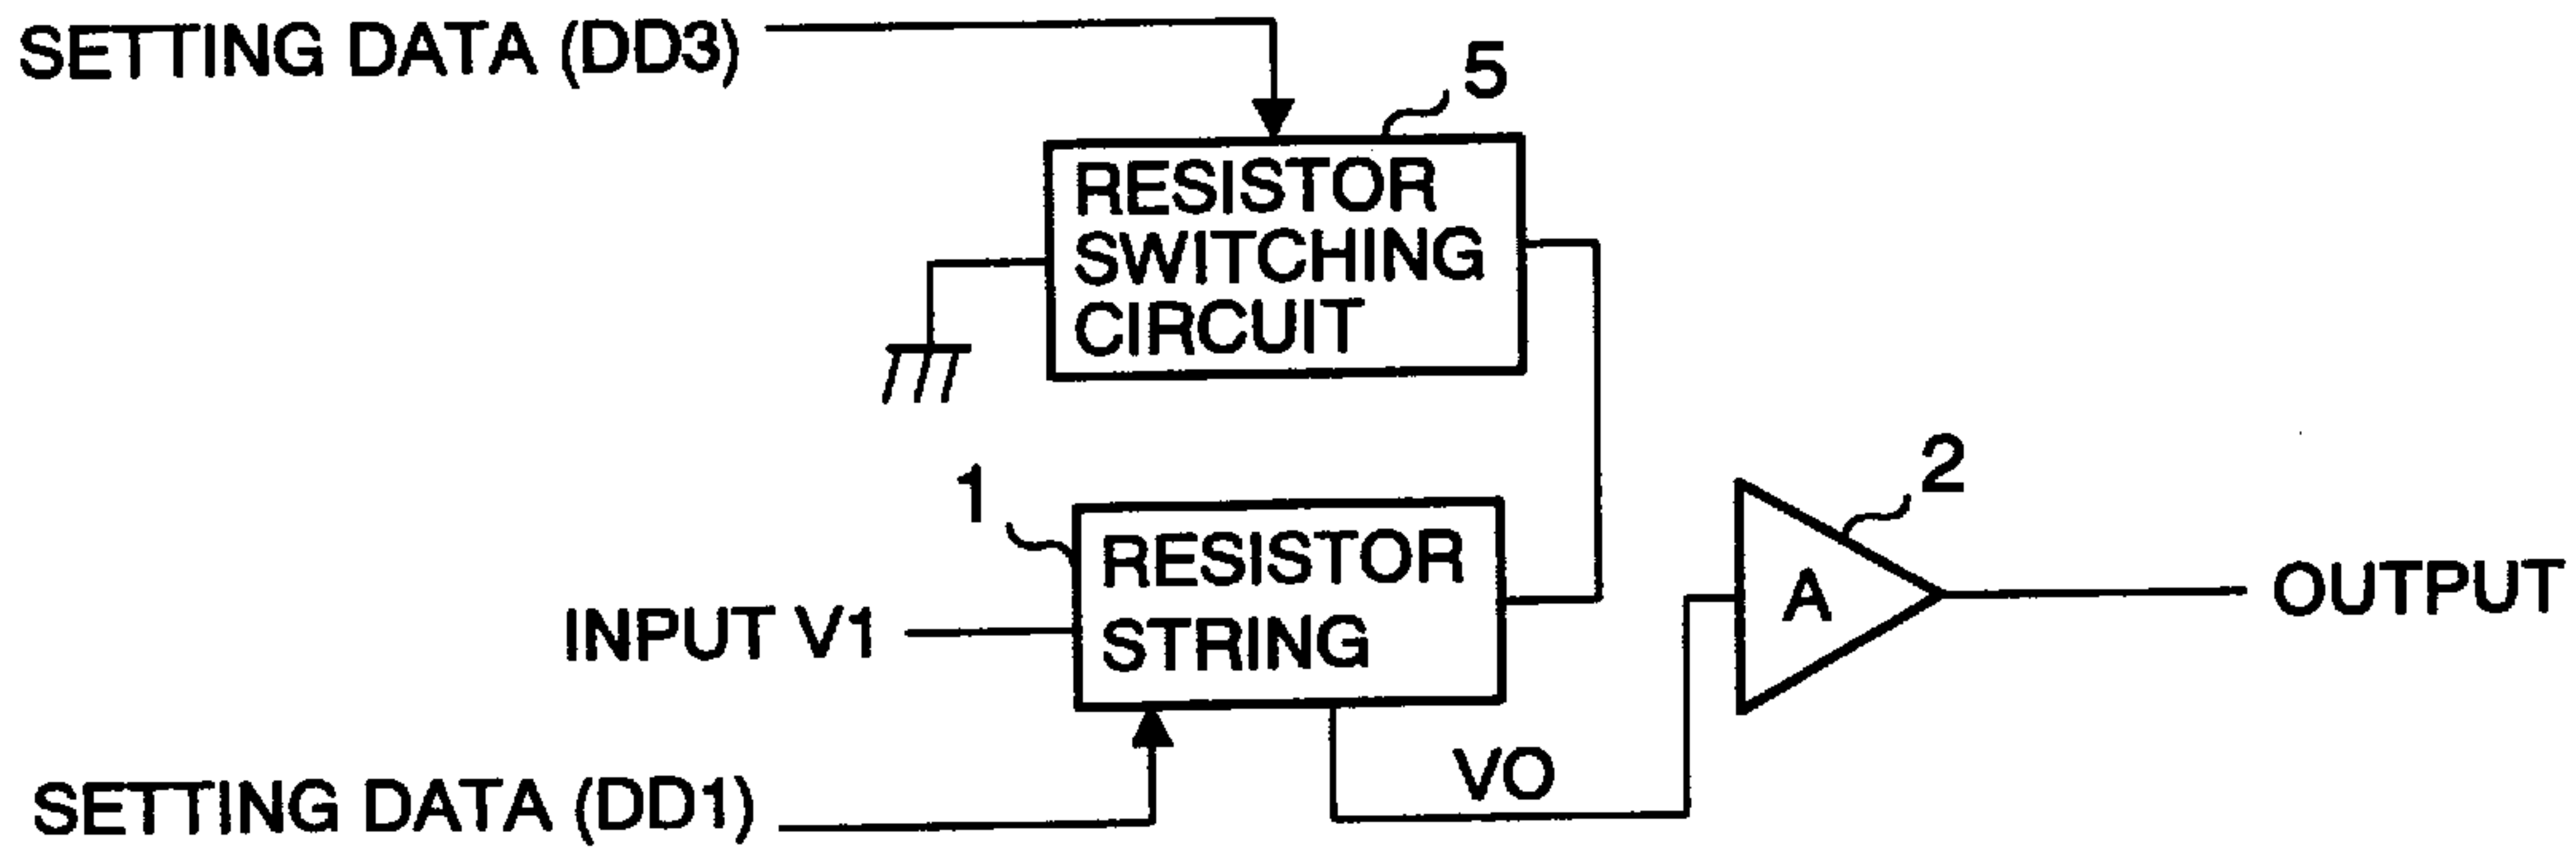 SETTING DATA (DD3)
5
RESISTOR
SWITCHING
CIRCUIT
1
2
RESISTOR
STRING
A
OUTPUT
INPUT V1
VO
SETTING DATA (DD1)